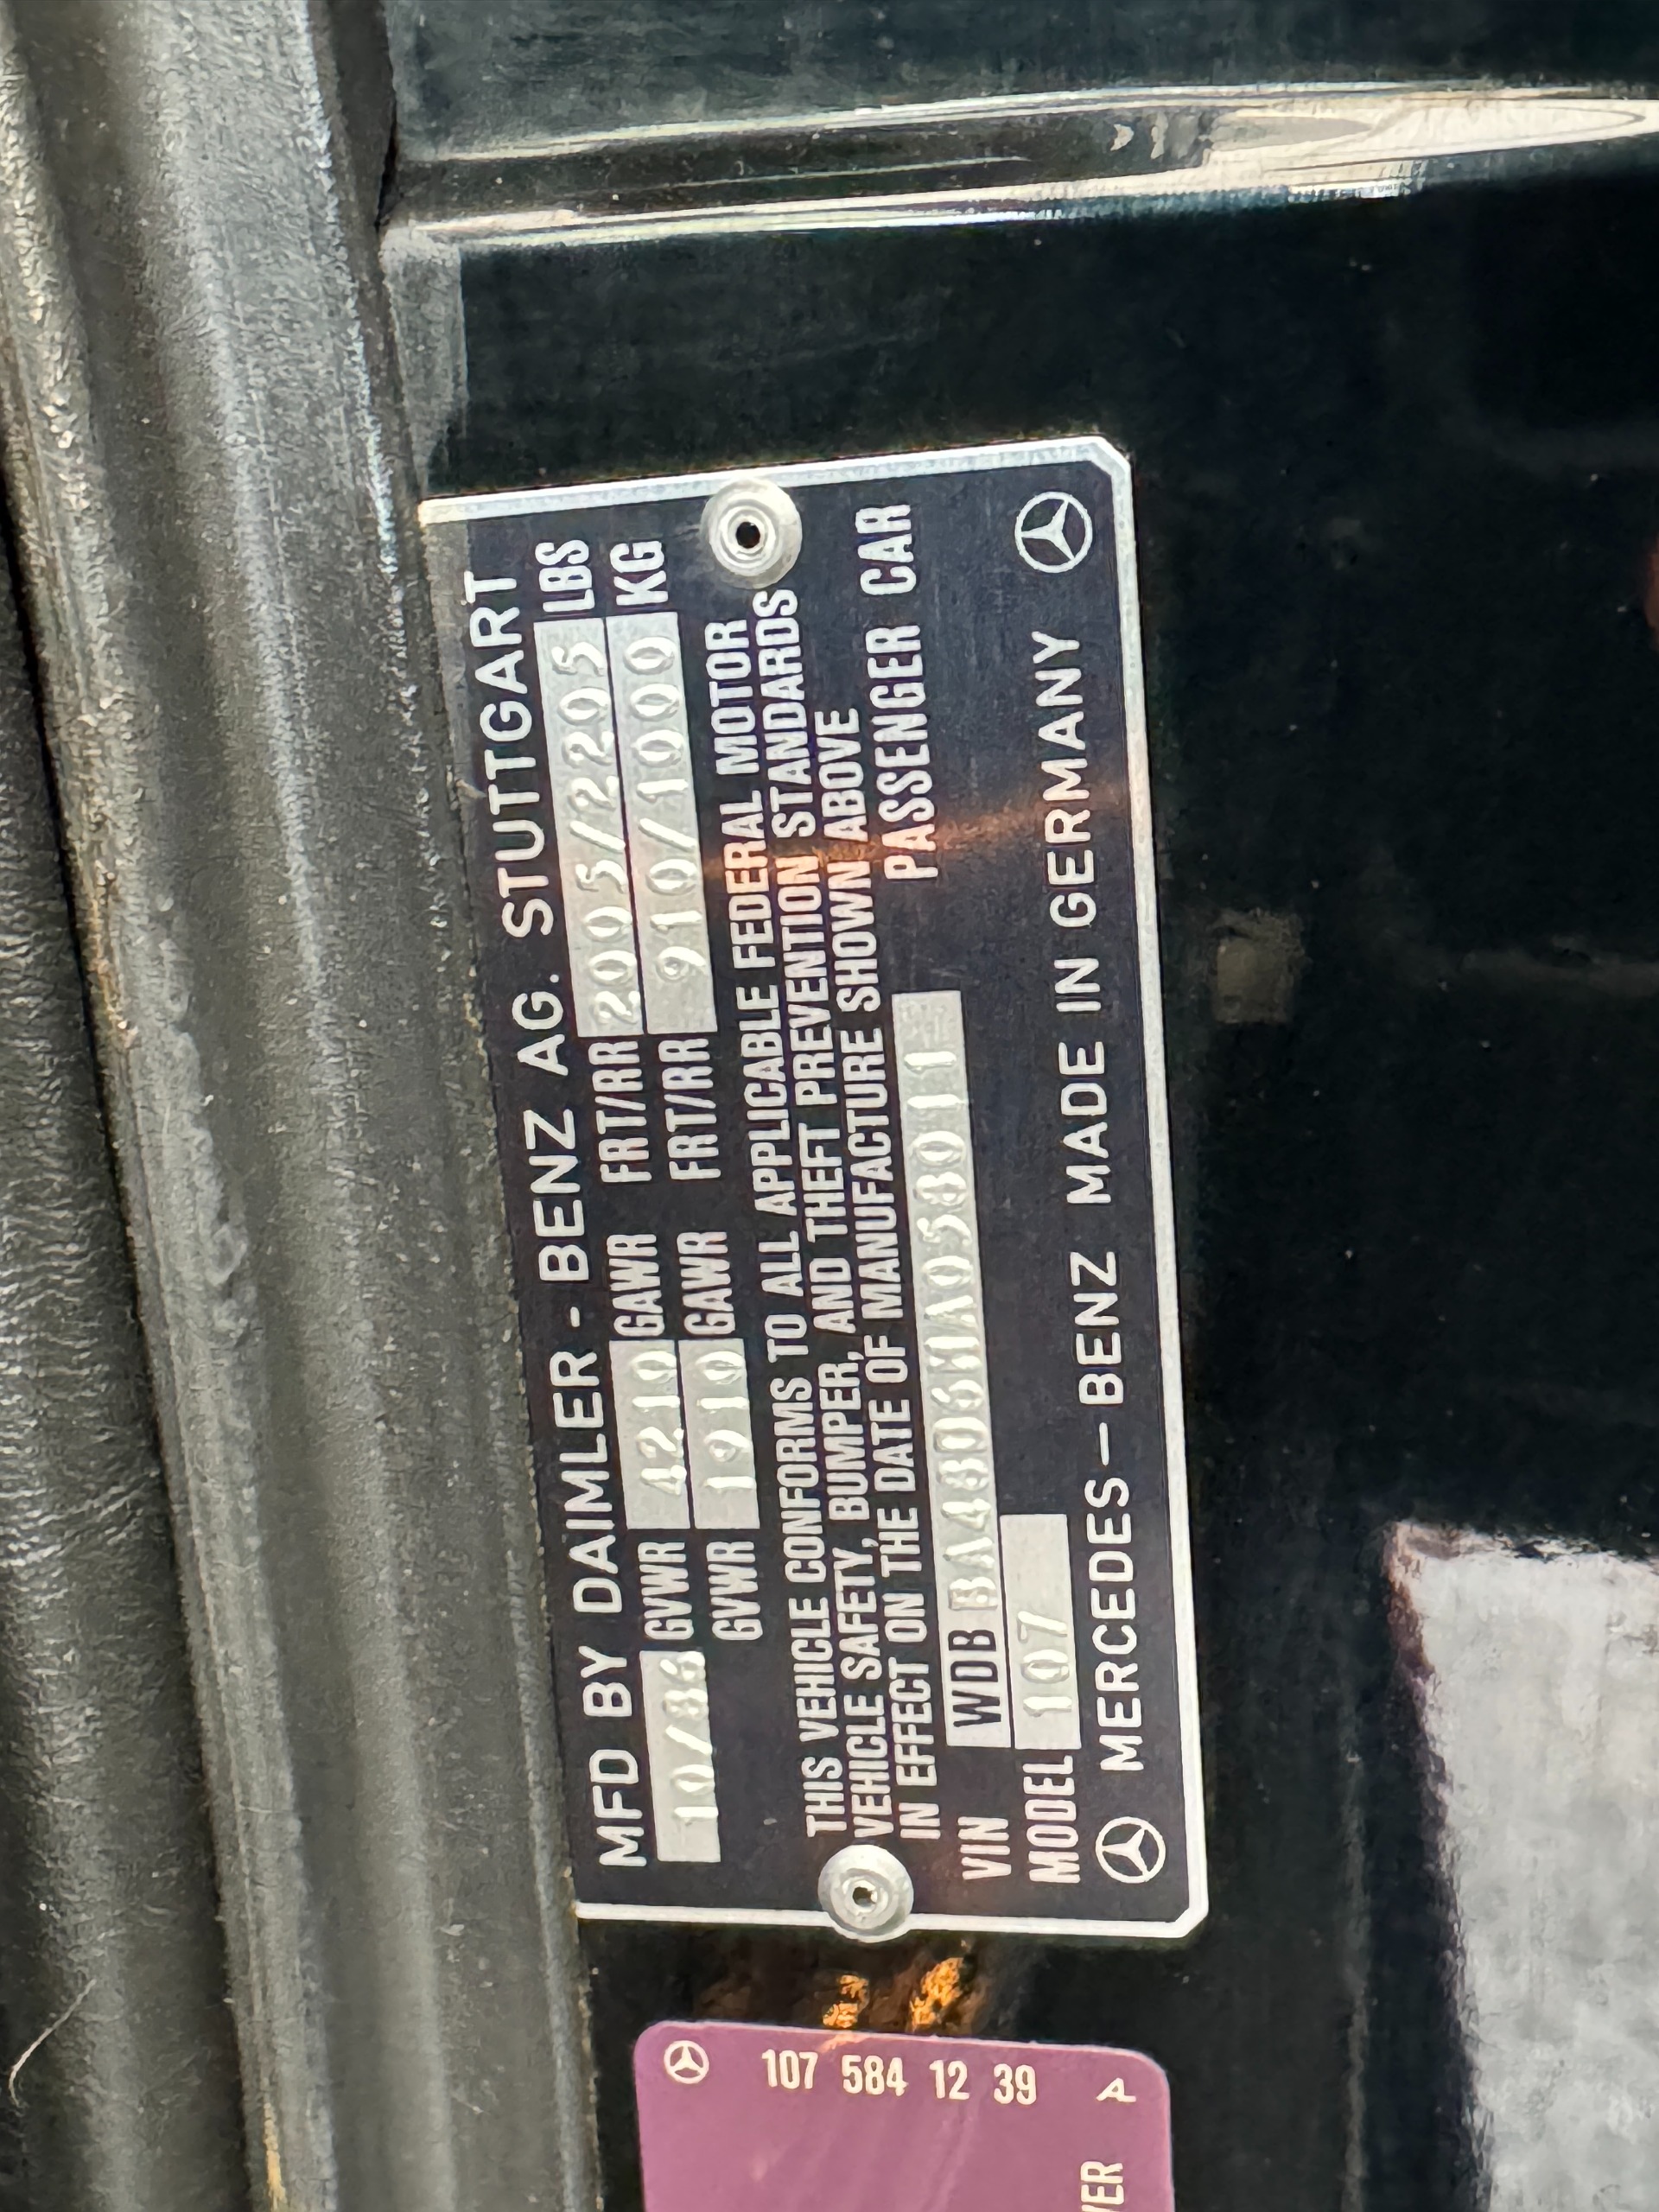 MFD BY DAIMLER - BENZ AG. STUTTGART
10/86 GVWR 4210 GAWR FRT/RR 2005/2205 LBS
GVWR 1910 GAWR FRT/RR 910/1000 KG
THIS VEHICLE CONFORMS TO ALL APPLICABLE FEDERAL MOTOR
VEHICLE SAFETY, BUMPER, AND THEFT PREVENTION STANDARDS
IN EFFECT ON THE DATE OF MANUFACTURE SHOWN ABOVE
VIN WDB BA48D6HA058011 PASSENGER CAR
MODEL 107
MERCEDES–BENZ MADE IN GERMANY
107 584 12 39 A